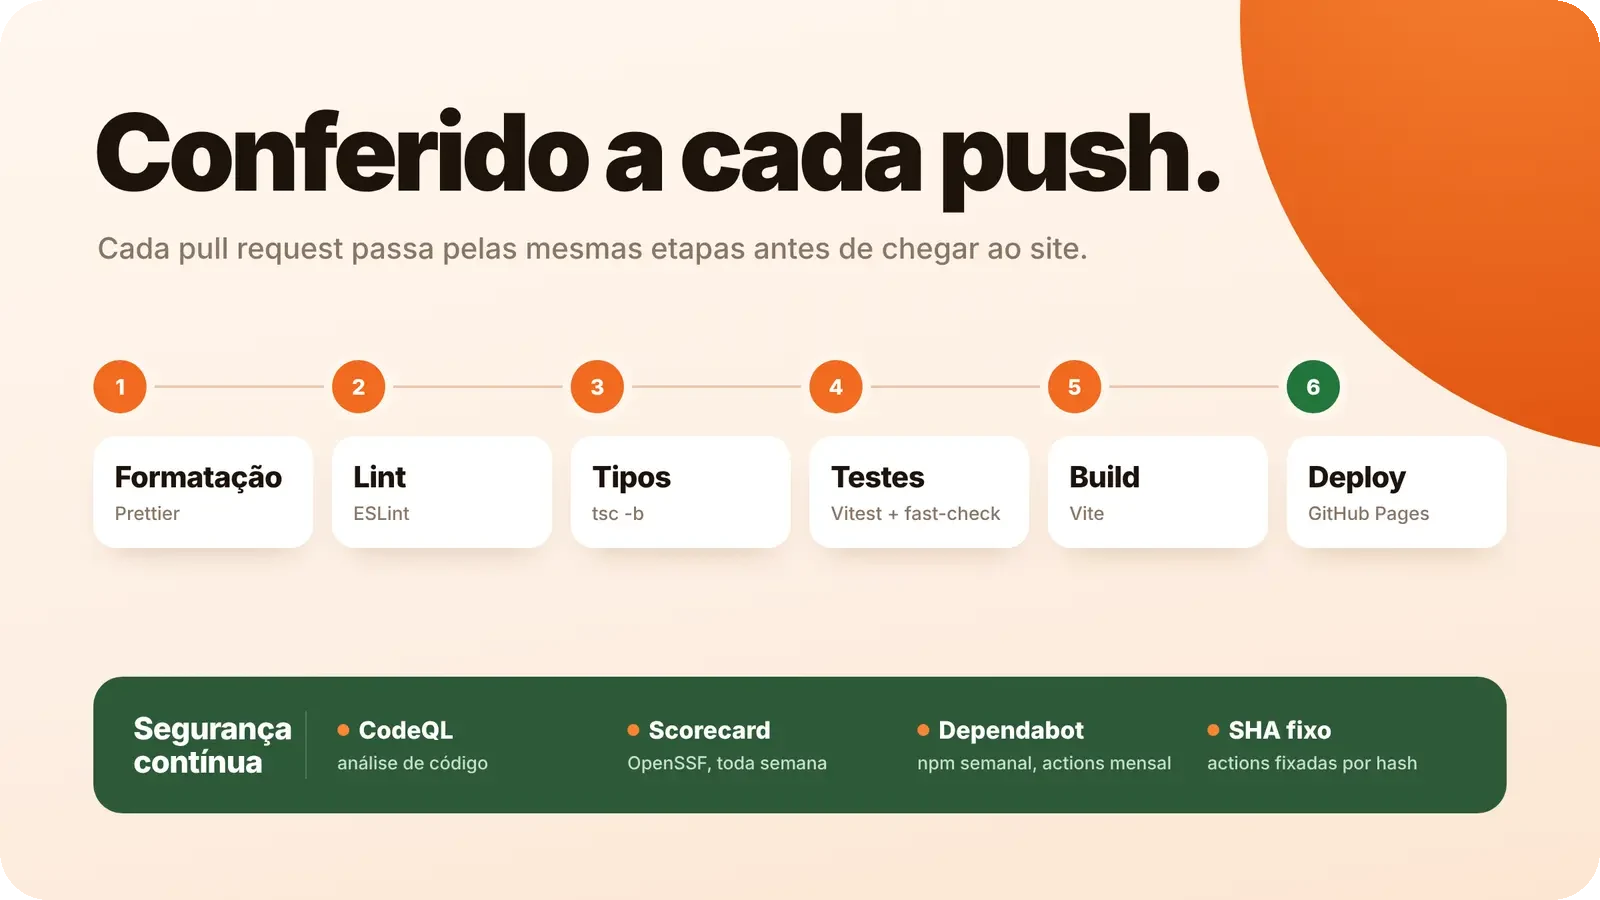 Conferido a cada push.
Cada pull request passa pelas mesmas etapas antes de chegar ao site.
1
2
3
4
5
6
Formatação
Prettier
Lint
ESLint
Tipos
tsc -b
Testes
Vitest + fast-check
Build
Vite
Deploy
GitHub Pages
Segurança
contínua
CodeQL
análise de código
Scorecard
OpenSSF, toda semana
Dependabot
npm semanal, actions mensal
SHA fixo
actions fixadas por hash